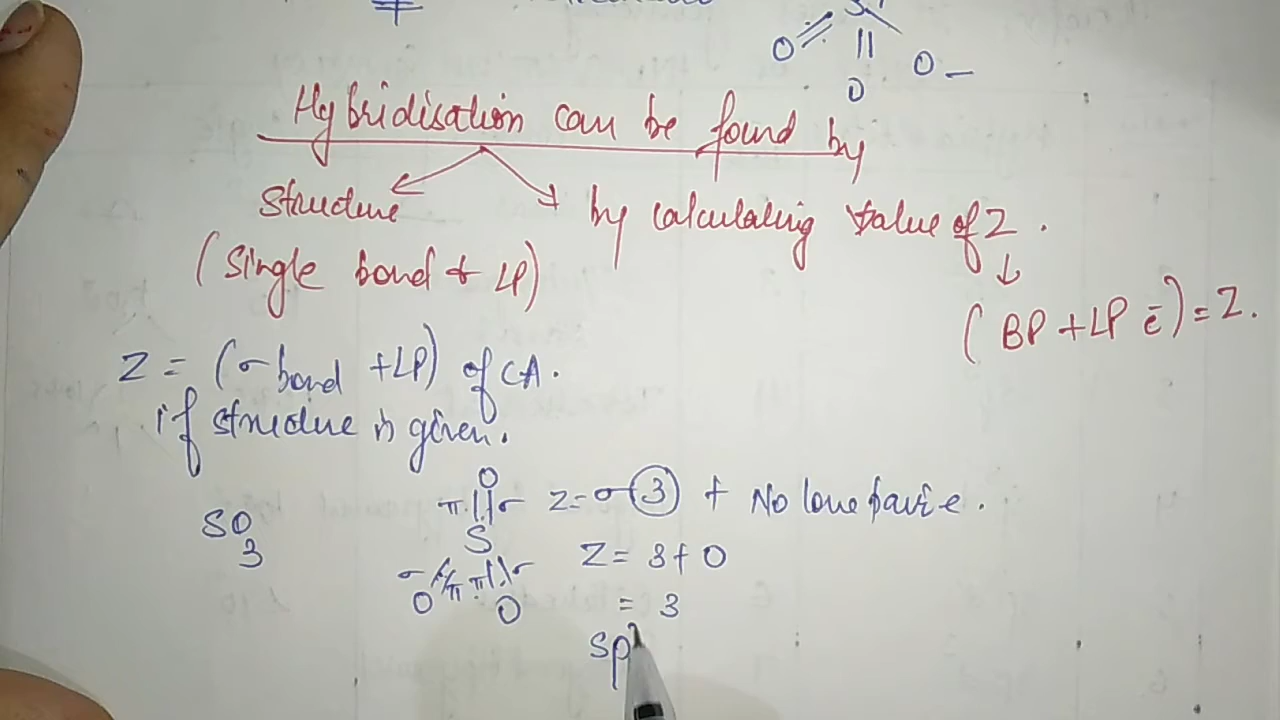 O O O –
Hybridisation can be found by
Structure by calculating value of Z .
(Single bond + LP)
↓
(BP + LP ē) = Z.
Z = (σ bond + LP) of CA.
if structure is given.
O
π σ Z = σ 3 + No lone pavie .
SO3 S
σ π π σ Z = 3 + 0
O O = 3
sp